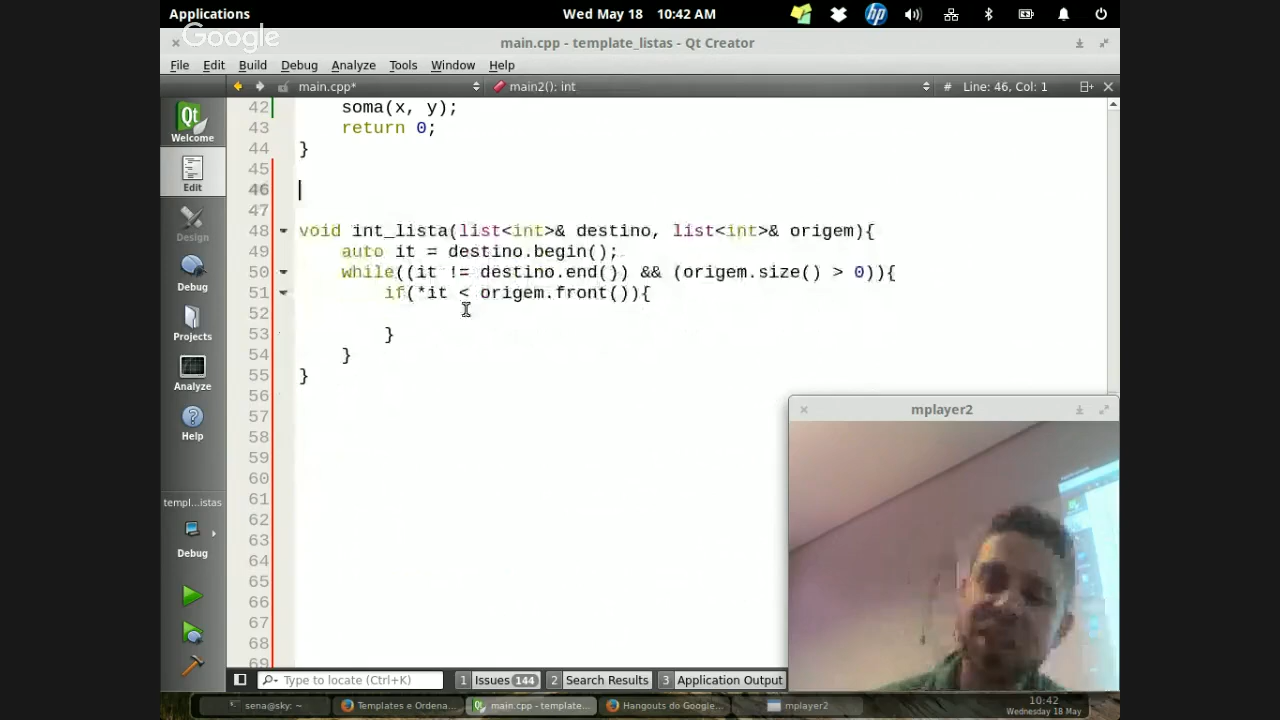 Applications
Wed May 18 10:42 AM
Google
main.cpp - template_listas - Qt Creator
File Edit Build Debug Analyze Tools Window Help
main.cpp* main2(): int # Line: 46, Col: 1
Welcome
Edit
Design
Debug
Projects
Analyze
Help
templ...istas
Debug
42 soma(x, y);
43 return 0;
44 }
45
46
47
48 void int_lista(list<int>& destino, list<int>& origem){
49 auto it = destino.begin();
50 while((it != destino.end()) && (origem.size() > 0)){
51 if(*it < origem.front()){
52
53 }
54 }
55 }
56
57
58
59
60
61
62
63
64
65
66
67
68
69
mplayer2
Type to locate (Ctrl+K) 1 Issues 144 2 Search Results 3 Application Output
sena@sky: ~ Templates e Ordena... main.cpp - template... Hangouts do Google... mplayer2
10:42
Wednesday 18 May